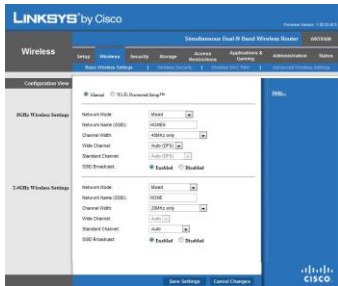 LINKSYS® by Cisco
Simultaneous Dual-N Band Wireless Router
Wireless
Setup Wireless Security Storage Access Restrictions Applications & Gaming Administration Status
Basic Wireless Settings | Wireless Security | Wireless MAC Filter | Advanced Wireless Settings
Configuration View
Manual Wi-Fi Protected Setup™
Help...
5GHz Wireless Settings
Network Mode: Mixed
Network Name (SSID):
Channel Width: 40MHz only
Wide Channel: Auto (DFS)
Standard Channel: Auto (DFS)
SSID Broadcast: Enabled Disabled
2.4GHz Wireless Settings
Network Mode: Mixed
Network Name (SSID): HOME
Channel Width: 20MHz only
Wide Channel: Auto
Standard Channel: Auto
SSID Broadcast: Enabled Disabled
Save Settings Cancel Changes
CISCO